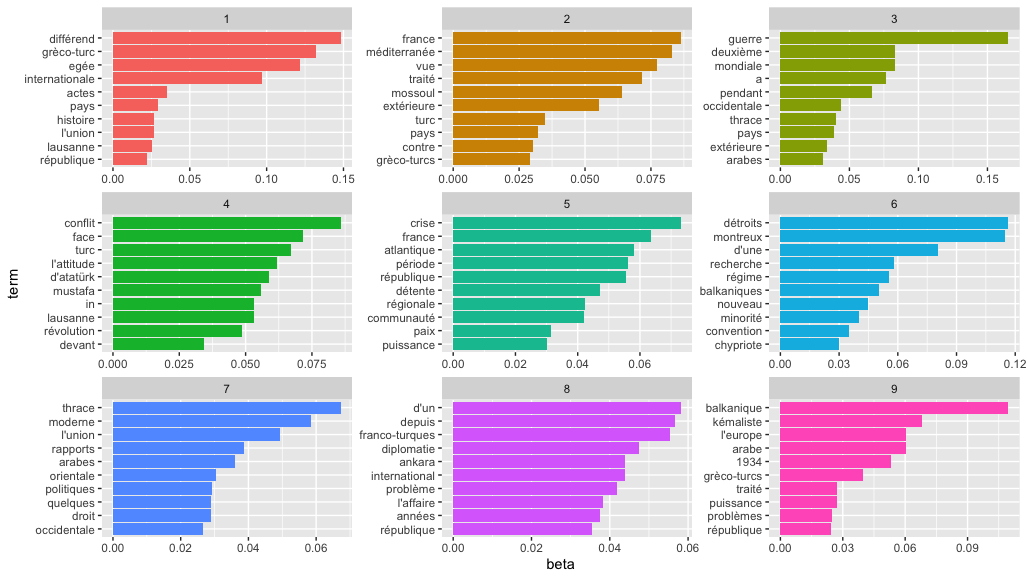 1
différend
grèco-turc
egée
internationale
actes
pays
histoire
l'union
lausanne
république
0.00 0.05 0.10 0.15
2
france
méditerranée
vue
traité
mossoul
extérieure
turc
pays
contre
grèco-turcs
0.000 0.025 0.050 0.075
3
guerre
deuxième
mondiale
a
pendant
occidentale
thrace
pays
extérieure
arabes
0.00 0.05 0.10 0.15
term
4
conflit
face
turc
l'attitude
d'atatürk
mustafa
in
lausanne
révolution
devant
0.000 0.025 0.050 0.075
5
crise
france
atlantique
période
république
détente
régionale
communauté
paix
puissance
0.00 0.02 0.04 0.06
6
détroits
montreux
d'une
recherche
régime
balkaniques
nouveau
minorité
convention
chypriote
0.00 0.03 0.06 0.09 0.12
7
thrace
moderne
l'union
rapports
arabes
orientale
politiques
quelques
droit
occidentale
0.00 0.02 0.04 0.06
8
d'un
depuis
franco-turques
diplomatie
ankara
international
problème
l'affaire
années
république
0.00 0.02 0.04 0.06
9
balkanique
kémaliste
l'europe
arabe
1934
grèco-turcs
traité
puissance
problèmes
république
0.00 0.03 0.06 0.09
beta